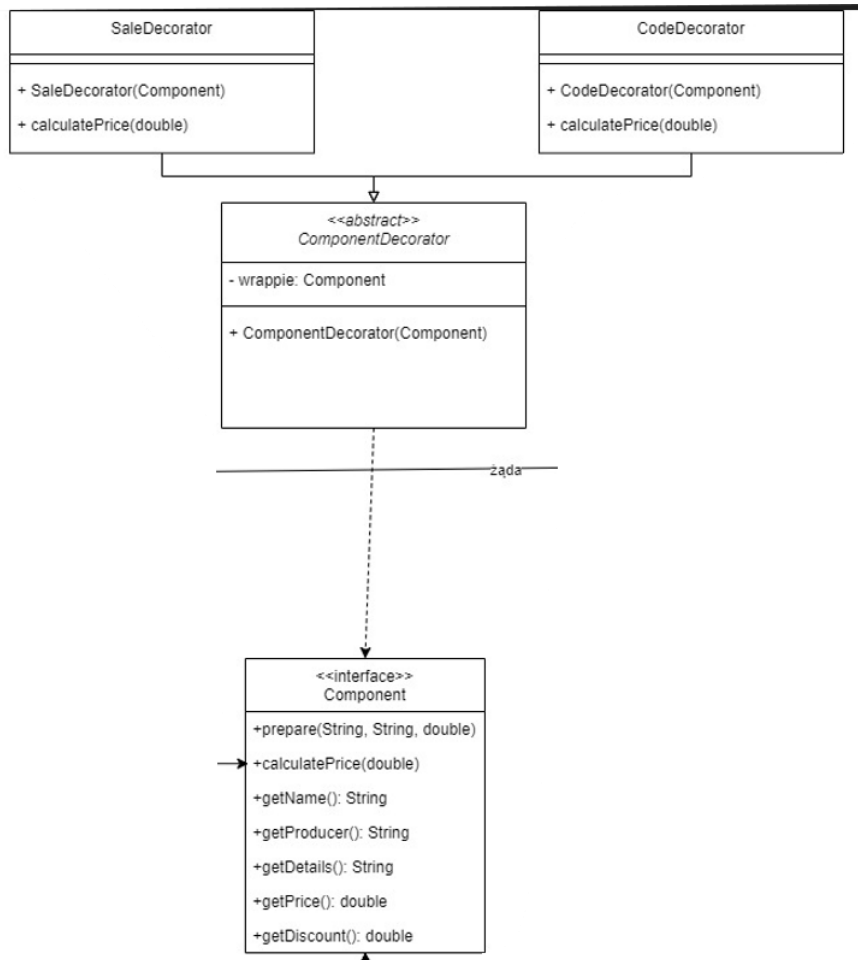 SaleDecorator
+ SaleDecorator(Component)
+ calculatePrice(double)
CodeDecorator
+ CodeDecorator(Component)
+ calculatePrice(double)
<<abstract>>
ComponentDecorator
- wrappie: Component
+ ComponentDecorator(Component)
żąda
<<interface>>
Component
+prepare(String, String, double)
+calculatePrice(double)
+getName(): String
+getProducer(): String
+getDetails(): String
+getPrice(): double
+getDiscount(): double